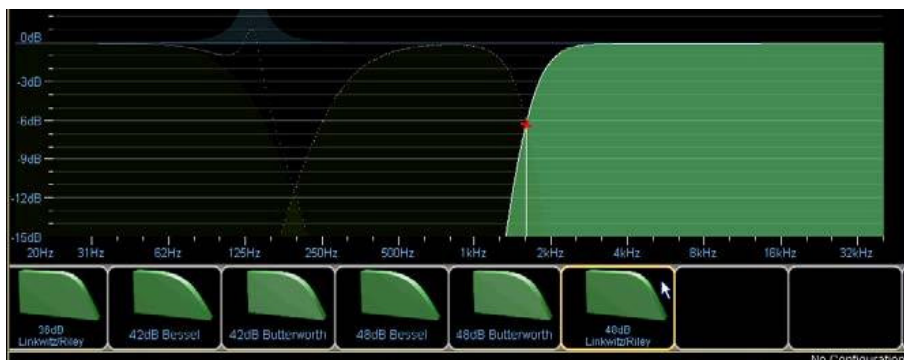 0dB
-3dB
-6dB
-9dB
-12dB
-15dB
20Hz 31Hz 62Hz 125Hz 250Hz 500Hz 1kHz 2kHz 4kHz 8kHz 16kHz 32kHz
36dB
Linkwitz/Riley
42dB Bessel
42dB Butterworth
48dB Bessel
48dB Butterworth
48dB
Linkwitz/Riley
No Configuration